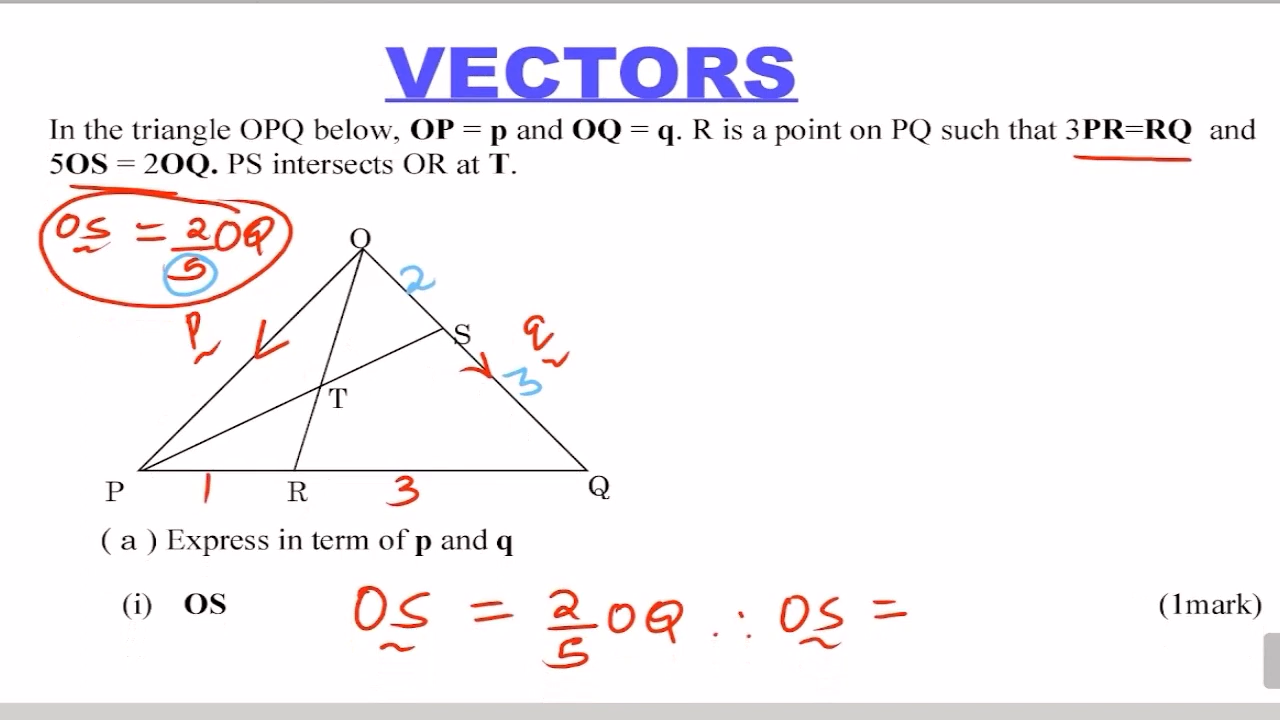 VECTORS
In the triangle OPQ below, OP = p and OQ = q. R is a point on PQ such that 3PR=RQ and
5OS = 2OQ. PS intersects OR at T.
OS = 2/5 OQ
O
2
P
S
q
3
T
P
1
R
3
Q
( a ) Express in term of p and q
(i) OS OS = 2/5 OQ ∴ OS = (1mark)